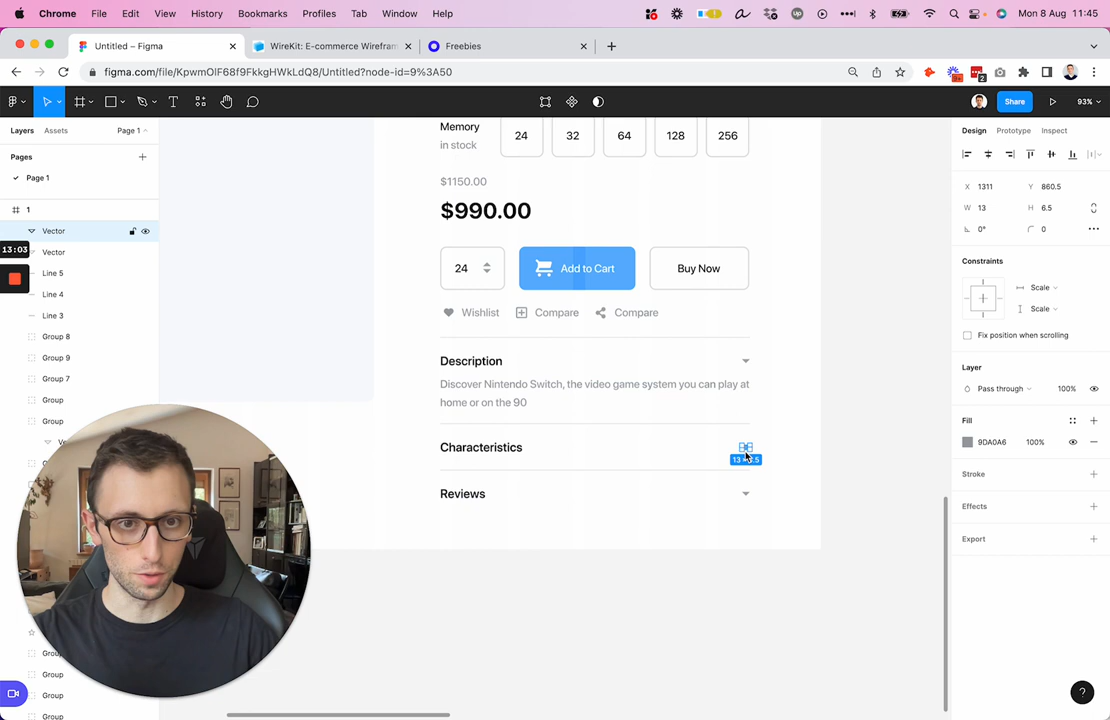 Chrome File Edit View History Bookmarks Profiles Tab Window Help
Mon 8 Aug 11:45
Untitled – Figma
WireKit: E-commerce Wirefram
Freebies
figma.com/file/KpwmOlF68f9FkkgHWkLdQ8/Untitled?node-id=9%3A50
9+
2
Share
93%
Layers Assets Page 1
Pages
Page 1
1
Vector
13:03
Vector
Line 5
Line 4
Line 3
Group 8
Group 9
Group 7
Group
Group
Group
Group
Group
Group
Memory 24 32 64 128 256
in stock
$1150.00
$990.00
24 Add to Cart Buy Now
Wishlist Compare Compare
Description
Discover Nintendo Switch, the video game system you can play at
home or on the 90
Characteristics
Reviews
Design Prototype Inspect
X 1311 Y 860.5
W 13 H 6.5
0° 0
Constraints
Scale
Scale
Fix position when scrolling
Layer
Pass through 100%
Fill
9DA0A6 100%
Stroke
Effects
Export
?